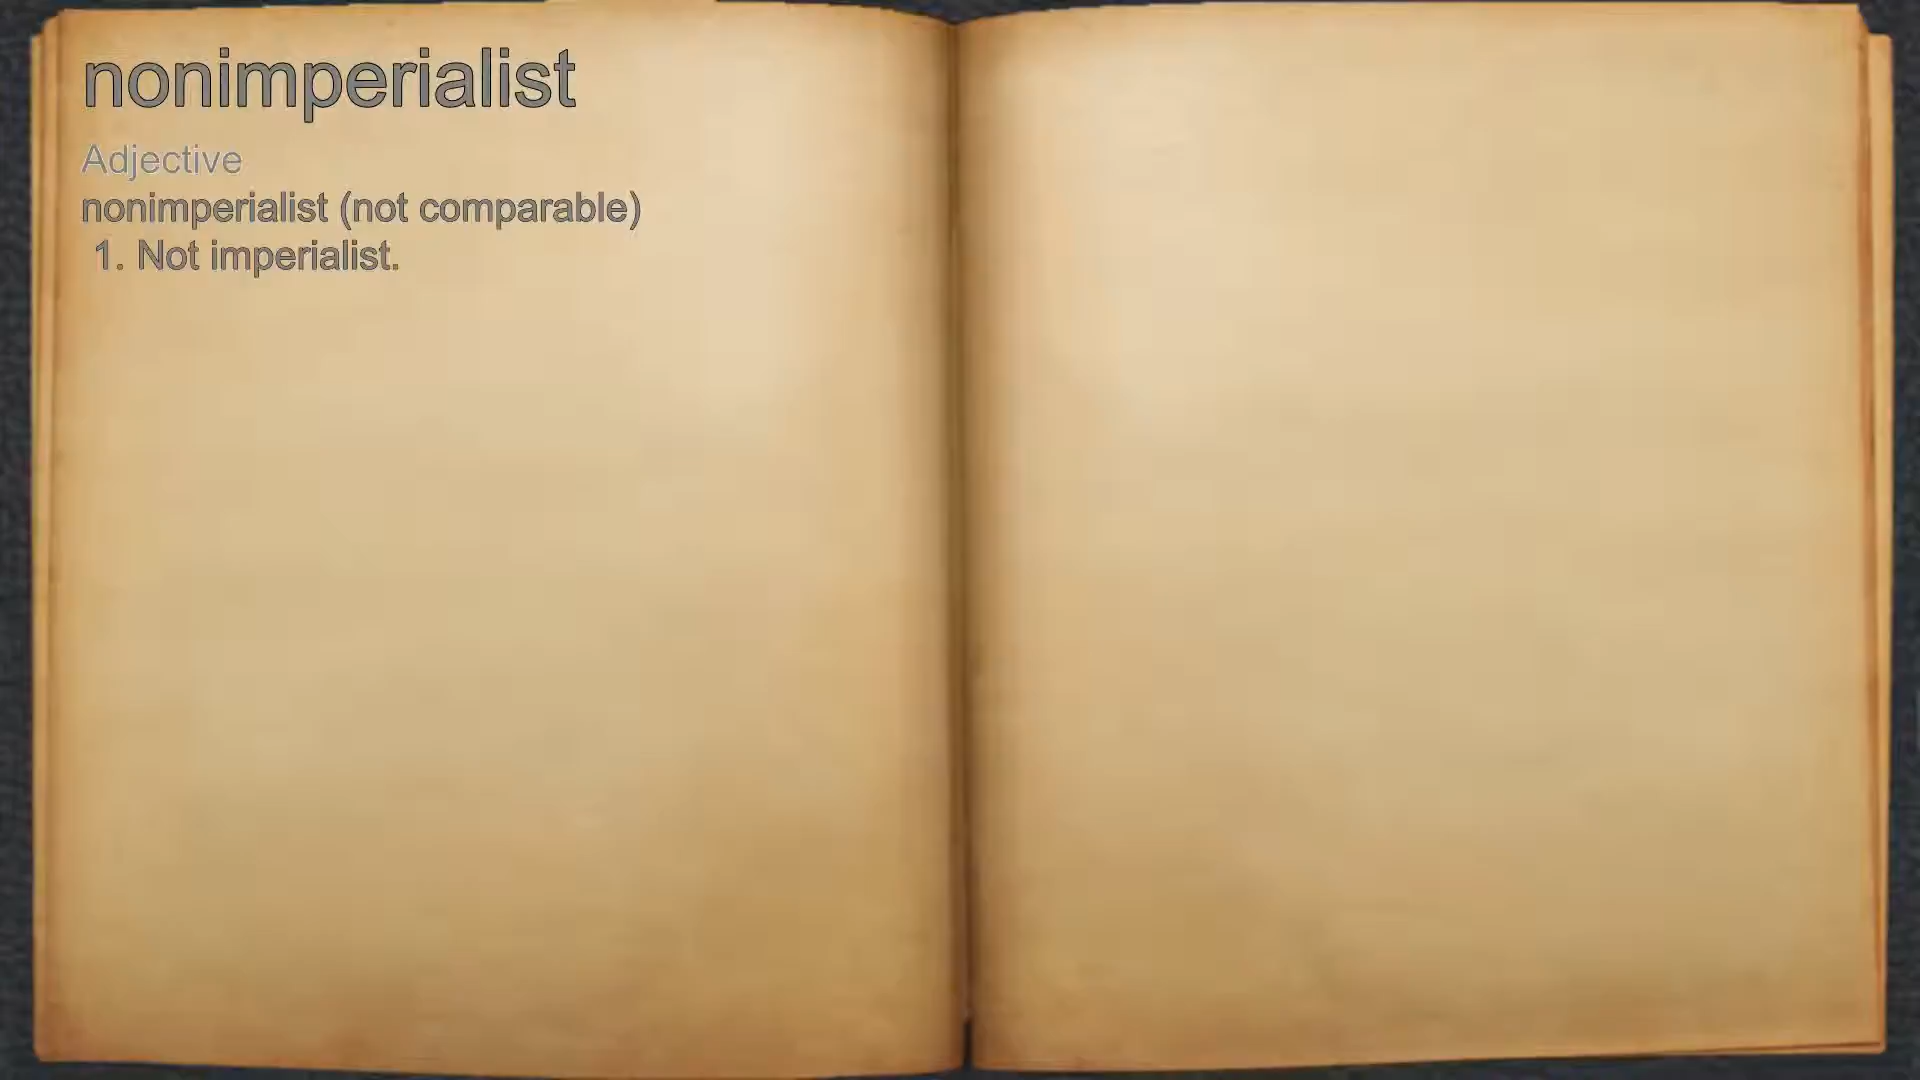 nonimperialist
Adjective
nonimperialist (not comparable)
1. Not imperialist.